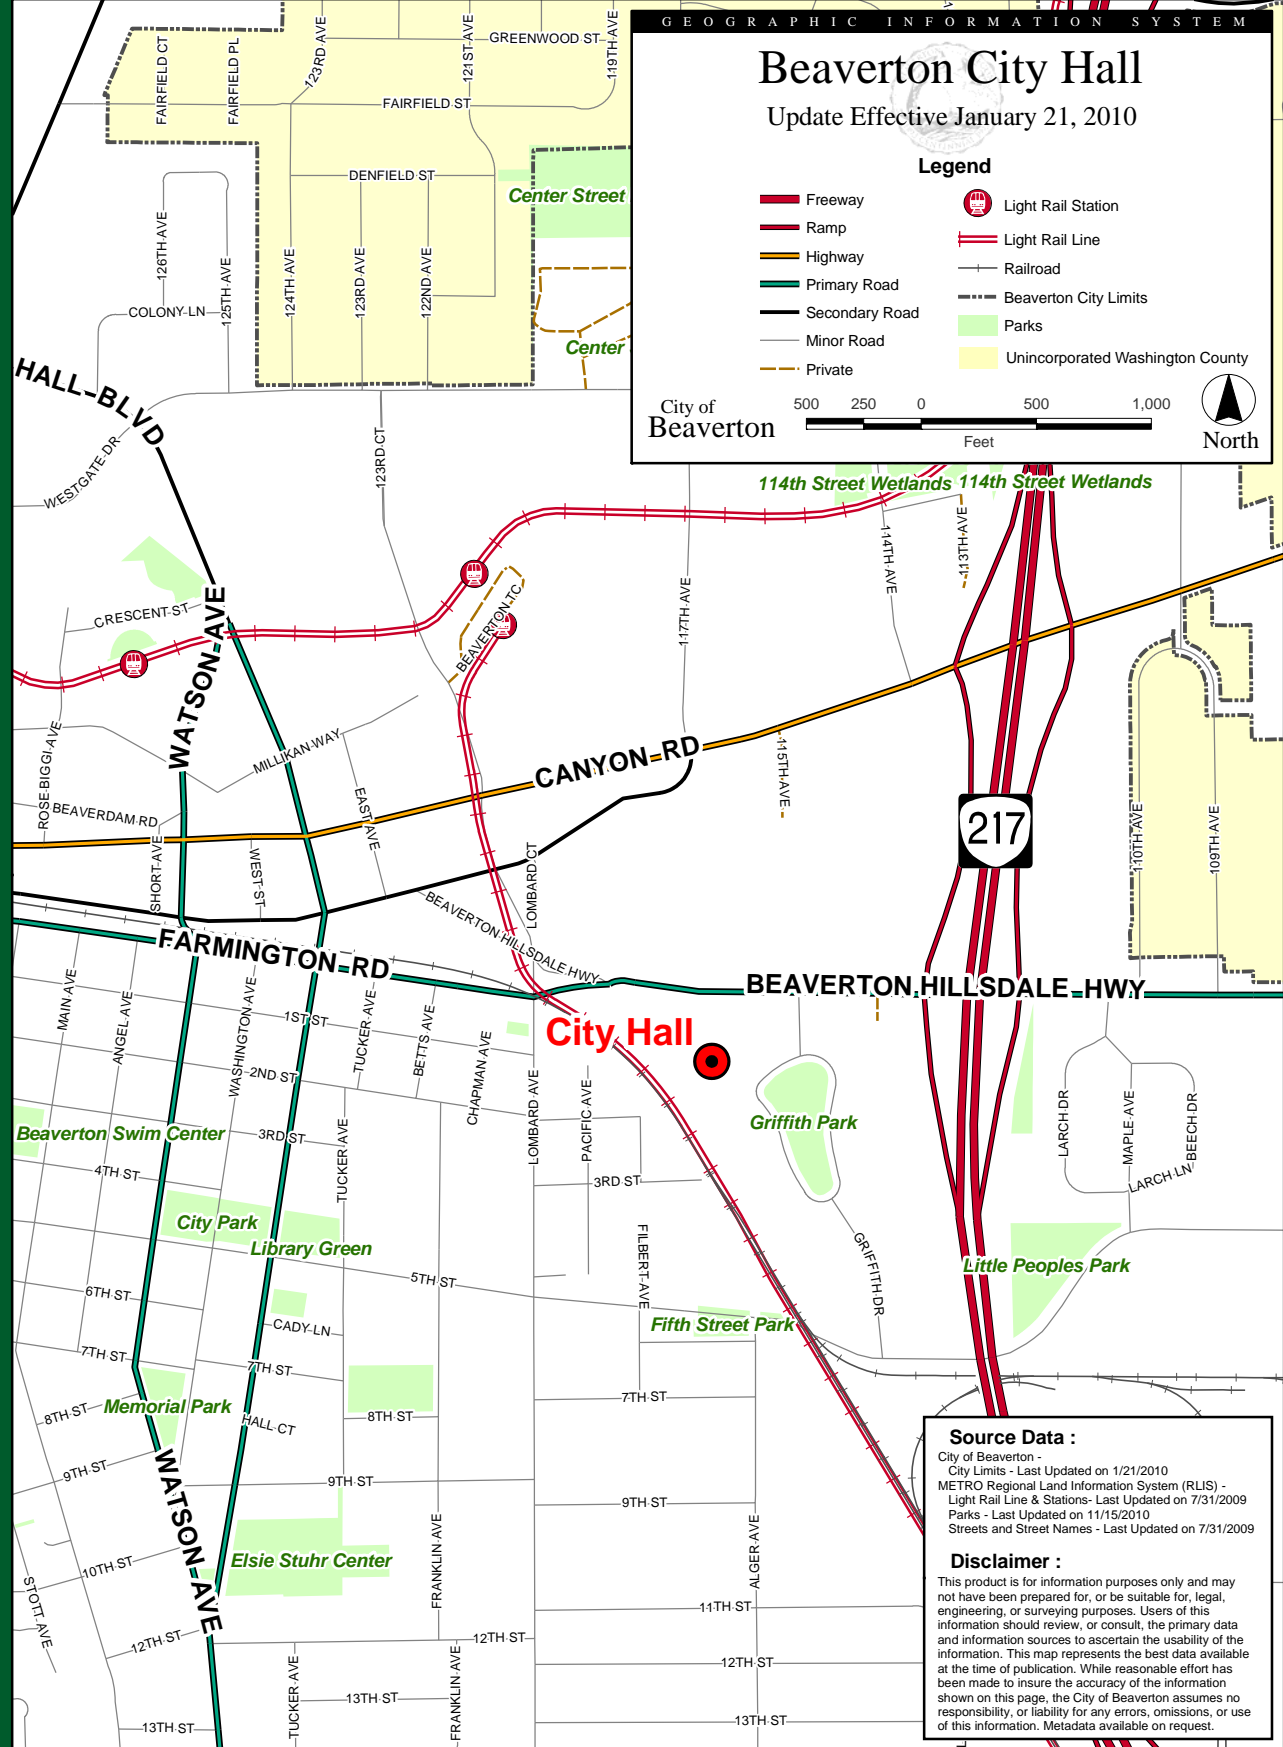 GEOGRAPHIC INFORMATION SYSTEM
Beaverton City Hall
Update Effective January 21, 2010
Legend
Freeway
Ramp
Highway
Primary Road
Secondary Road
Minor Road
Private
Light Rail Station
Light Rail Line
Railroad
Beaverton City Limits
Parks
Unincorporated Washington County
City of
Beaverton
500 250 0 500 1,000
Feet
North
FAIRFIELD CT
FAIRFIELD PL
123RD AVE
121ST AVE
GREENWOOD ST
119TH AVE
FAIRFIELD ST
DENFIELD ST
Center Street
126TH AVE
125TH AVE
124TH AVE
123RD AVE
122ND AVE
COLONY LN
Center
HALL BLVD
WESTGATE DR
123RD CT
114th Street Wetlands
114th Street Wetlands
114TH AVE
113TH AVE
117TH AVE
CRESCENT ST
WATSON AVE
BEAVERTON TC
ROSE BIGGI AVE
MILLIKAN WAY
CANYON RD
115TH AVE
BEAVERDAM RD
EAST AVE
217
110TH AVE
109TH AVE
SHORT AVE
WEST ST
LOMBARD CT
BEAVERTON HILLSDALE HWY
FARMINGTON RD
BEAVERTON HILLSDALE HWY
MAIN AVE
ANGEL AVE
WASHINGTON AVE
1ST ST
TUCKER AVE
BETTS AVE
CHAPMAN AVE
City Hall
2ND ST
LOMBARD AVE
PACIFIC AVE
Griffith Park
LARCH DR
MAPLE AVE
BEECH DR
Beaverton Swim Center
3RD ST
TUCKER AVE
4TH ST
3RD ST
LARCH LN
City Park
Library Green
FILBERT AVE
GRIFFITH DR
Little Peoples Park
5TH ST
6TH ST
CADY LN
Fifth Street Park
7TH ST
7TH ST
7TH ST
Memorial Park
8TH ST
HALL CT
8TH ST
9TH ST
9TH ST
9TH ST
WATSON AVE
FRANKLIN AVE
ALGER AVE
Elsie Stuhr Center
10TH ST
STOTT AVE
11TH ST
12TH ST
12TH ST
12TH ST
TUCKER AVE
FRANKLIN AVE
13TH ST
13TH ST
13TH ST
Source Data :
City of Beaverton -
City Limits - Last Updated on 1/21/2010
METRO Regional Land Information System (RLIS) -
Light Rail Line & Stations- Last Updated on 7/31/2009
Parks - Last Updated on 11/15/2010
Streets and Street Names - Last Updated on 7/31/2009
Disclaimer :
This product is for information purposes only and may
not have been prepared for, or be suitable for, legal,
engineering, or surveying purposes. Users of this
information should review, or consult, the primary data
and information sources to ascertain the usability of the
information. This map represents the best data available
at the time of publication. While reasonable effort has
been made to insure the accuracy of the information
shown on this page, the City of Beaverton assumes no
responsibility, or liability for any errors, omissions, or use
of this information. Metadata available on request.